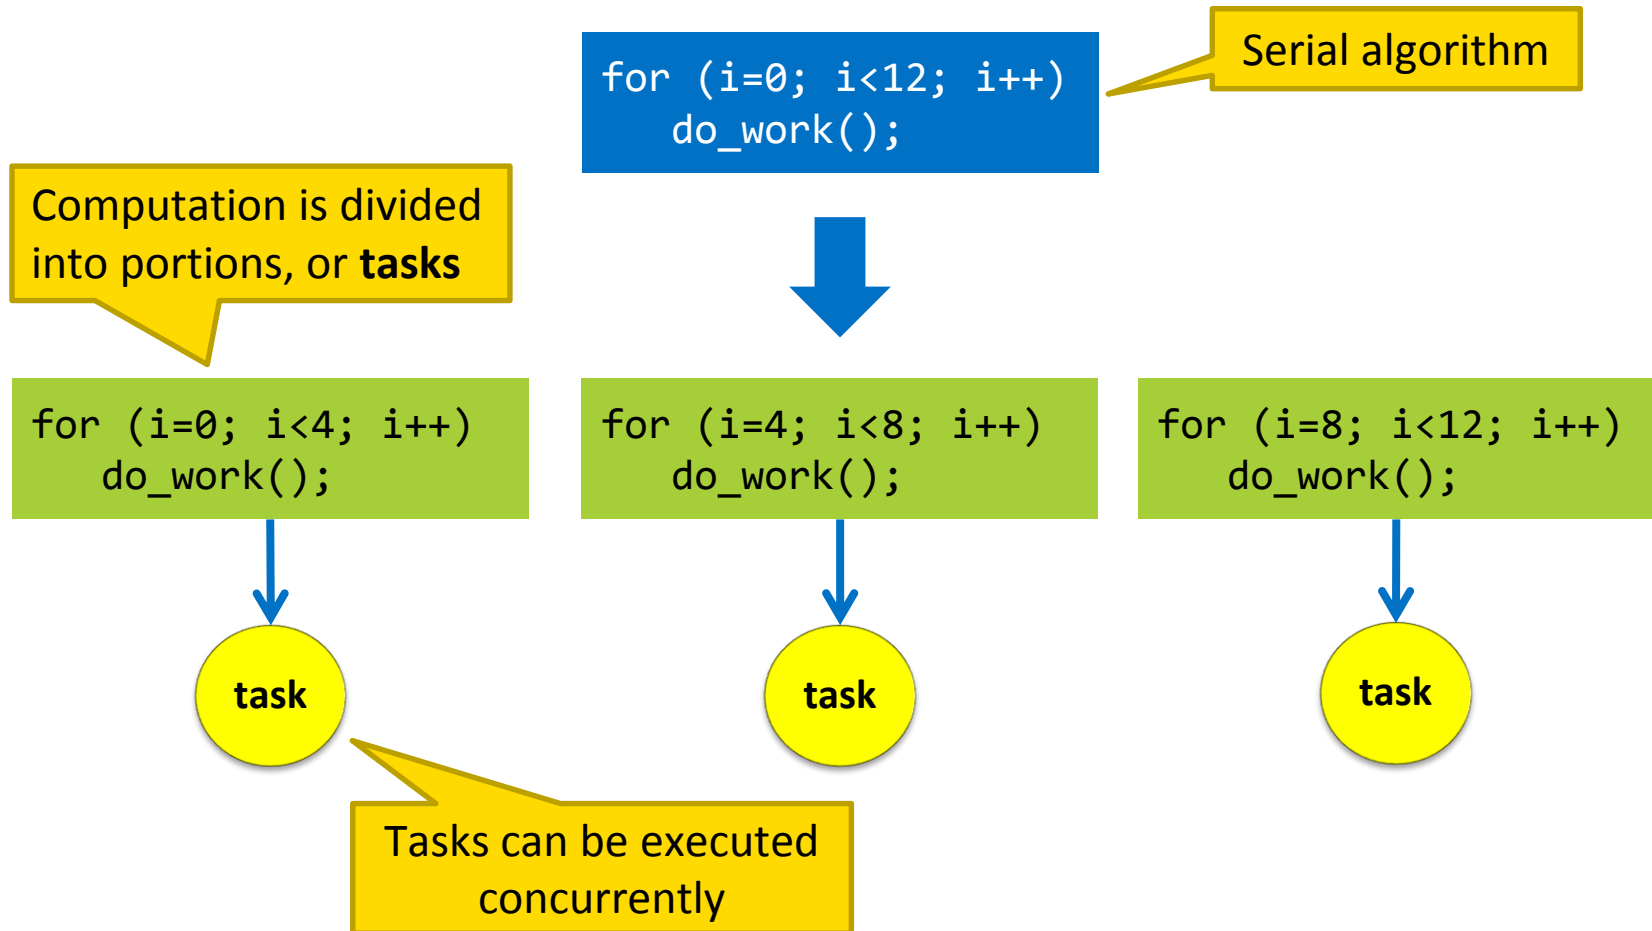 for (i=0; i<12; i++)
do_work();
Serial algorithm
Computation is divided
into portions, or tasks
for (i=0; i<4; i++)
do_work();
for (i=4; i<8; i++)
do_work();
for (i=8; i<12; i++)
do_work();
task
task
task
Tasks can be executed
concurrently